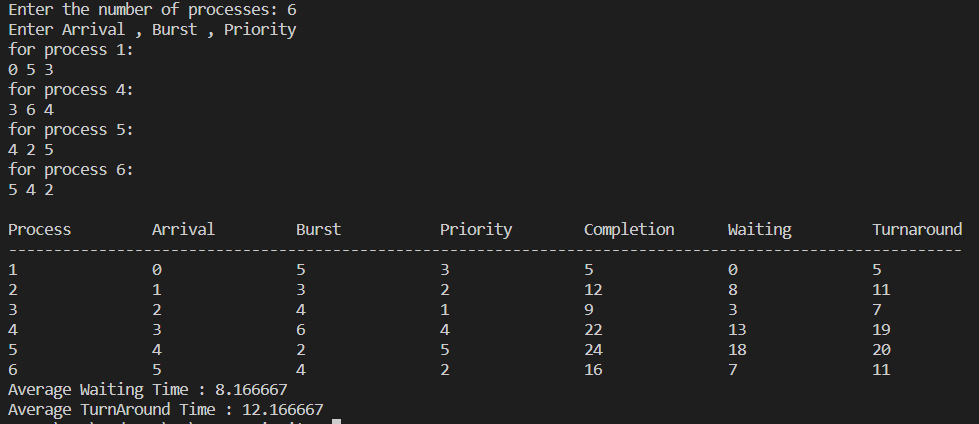 Enter the number of processes: 6
Enter Arrival , Burst , Priority
for process 1:
0 5 3
for process 4:
3 6 4
for process 5:
4 2 5
for process 6:
5 4 2
Process Arrival Burst Priority Completion Waiting Turnaround
----------------------------------------------------------------------------------------------------------
1 0 5 3 5 0 5
2 1 3 2 12 8 11
3 2 4 1 9 3 7
4 3 6 4 22 13 19
5 4 2 5 24 18 20
6 5 4 2 16 7 11
Average Waiting Time : 8.166667
Average TurnAround Time : 12.166667